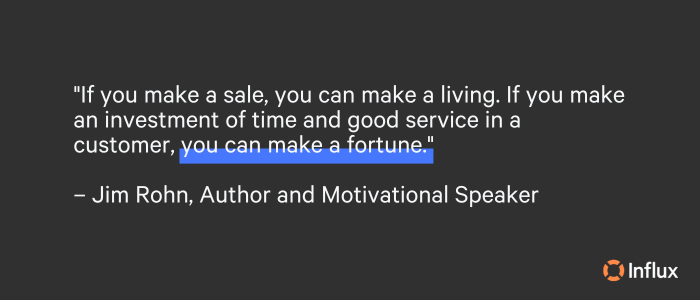 "If you make a sale, you can make a living. If you make
an investment of time and good service in a
customer, you can make a fortune."
– Jim Rohn, Author and Motivational Speaker
Influx